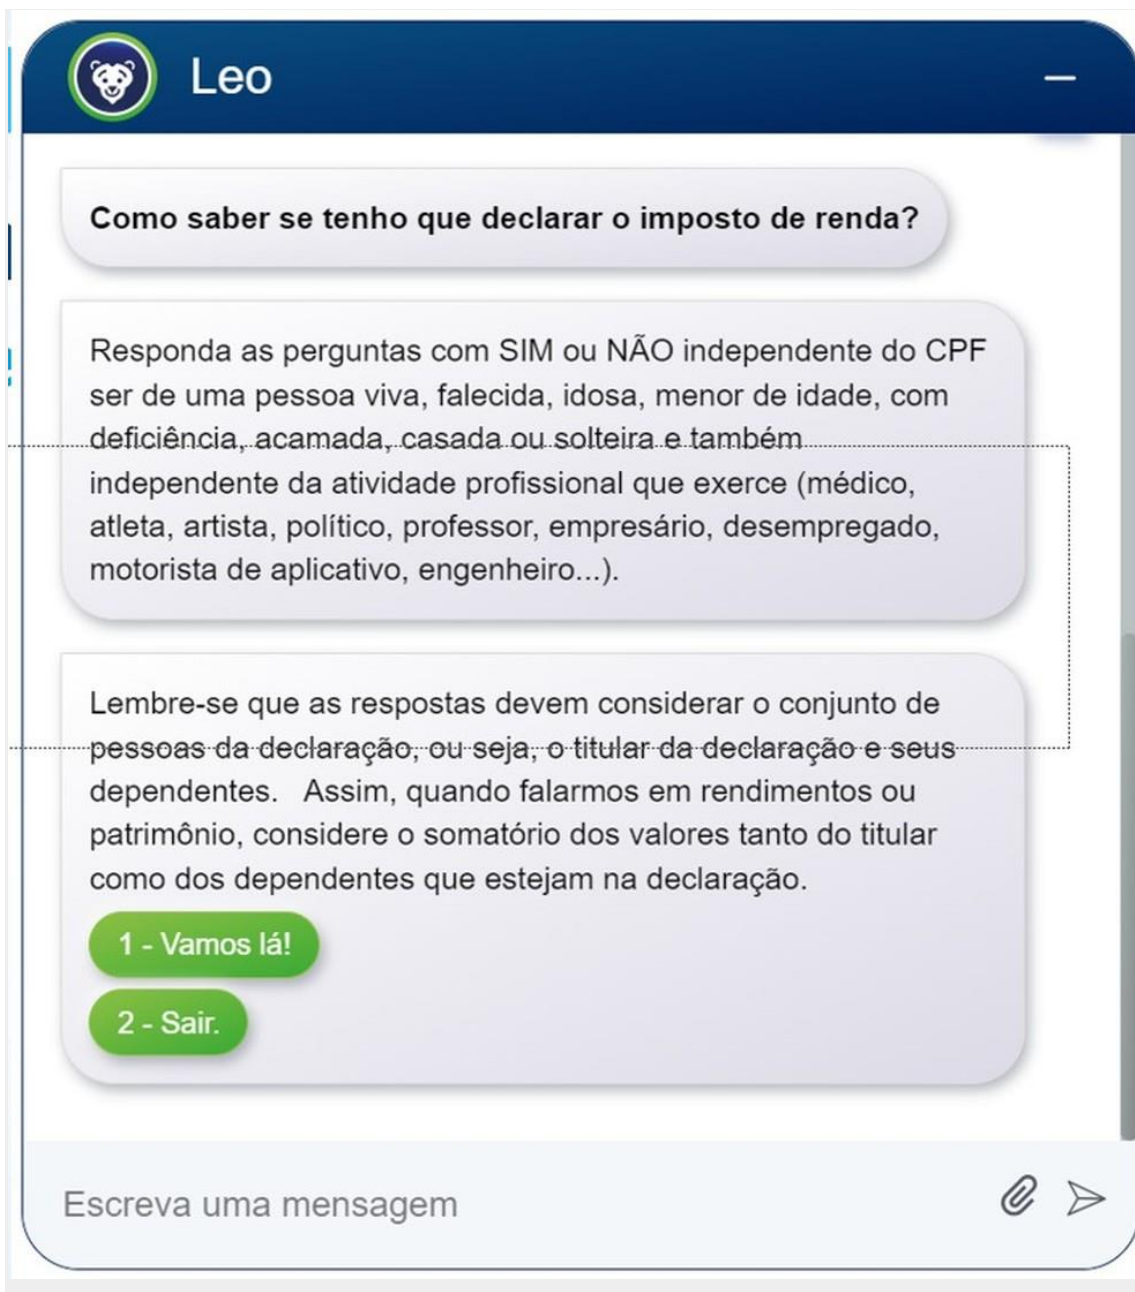 Leo
Como saber se tenho que declarar o imposto de renda?
Responda as perguntas com SIM ou NÃO independente do CPF
ser de uma pessoa viva, falecida, idosa, menor de idade, com
deficiência, acamada, casada ou solteira e também
independente da atividade profissional que exerce (médico,
atleta, artista, político, professor, empresário, desempregado,
motorista de aplicativo, engenheiro...).
Lembre-se que as respostas devem considerar o conjunto de
pessoas da declaração, ou seja, o titular da declaração e seus
dependentes.   Assim, quando falarmos em rendimentos ou
patrimônio, considere o somatório dos valores tanto do titular
como dos dependentes que estejam na declaração.
1 - Vamos lá!
2 - Sair.
Escreva uma mensagem